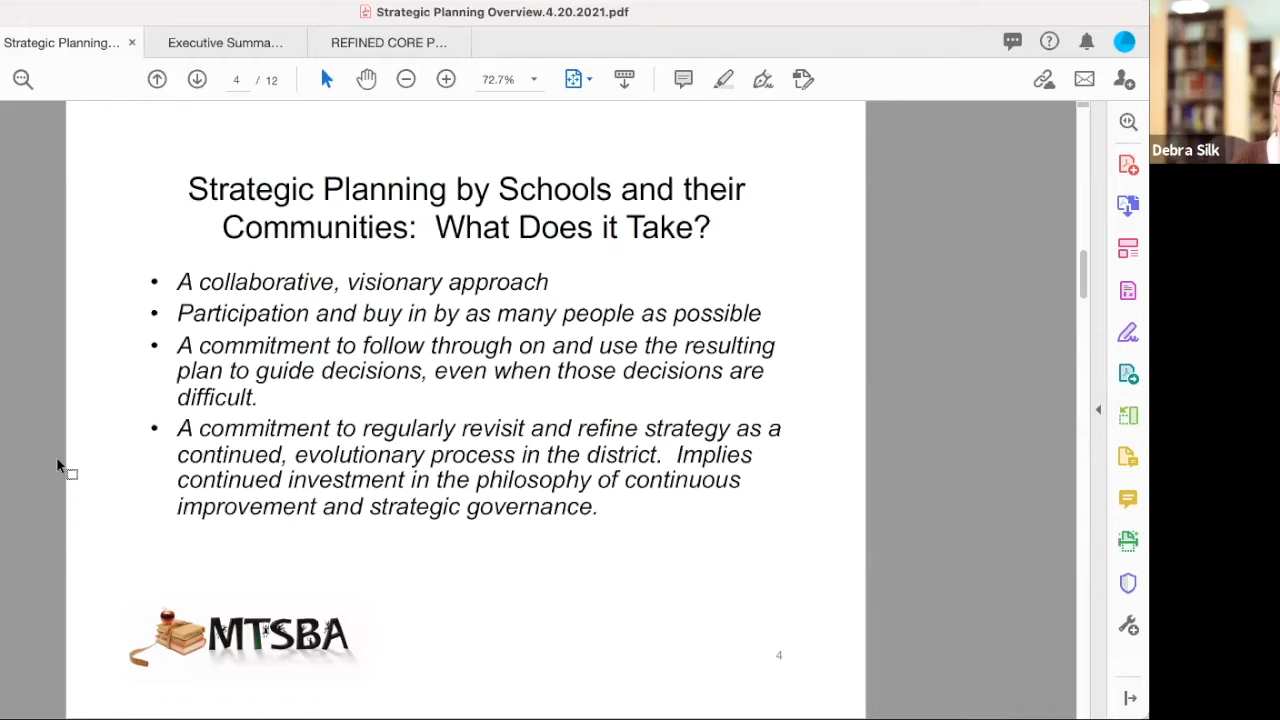 Strategic Planning Overview.4.20.2021.pdf
Strategic Planning... ×
Executive Summa...
REFINED CORE P...
4 / 12
72.7%
Debra Silk
Strategic Planning by Schools and their
Communities: What Does it Take?
• A collaborative, visionary approach
• Participation and buy in by as many people as possible
• A commitment to follow through on and use the resulting
plan to guide decisions, even when those decisions are
difficult.
• A commitment to regularly revisit and refine strategy as a
continued, evolutionary process in the district. Implies
continued investment in the philosophy of continuous
improvement and strategic governance.
MTSBA
4